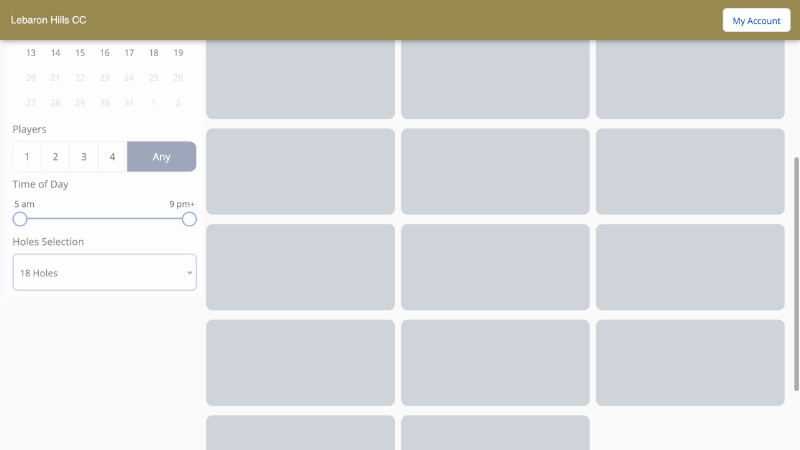 Lebaron Hills CC
My Account
13 14 15 16 17 18 19
20 21 22 23 24 25 26
27 28 29 30 31 1 2
Players
1 2 3 4 Any
Time of Day
5 am 9 pm+
Holes Selection
18 Holes